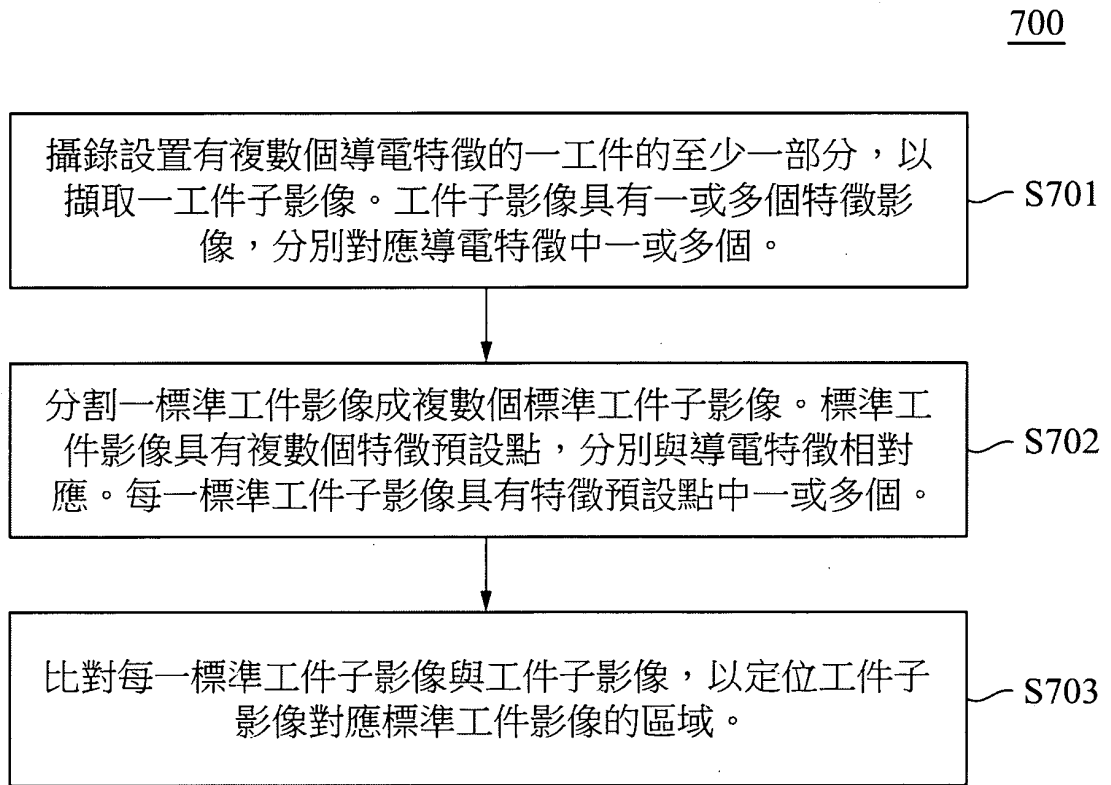 700
攝錄設置有複數個導電特徵的一工件的至少一部分，以
擷取一工件子影像。工件子影像具有一或多個特徵影
像，分別對應導電特徵中一或多個。
S701
分割一標準工件影像成複數個標準工件子影像。標準工
件影像具有複數個特徵預設點，分別與導電特徵相對
應。每一標準工件子影像具有特徵預設點中一或多個。
S702
比對每一標準工件子影像與工件子影像，以定位工件子
影像對應標準工件影像的區域。
S703